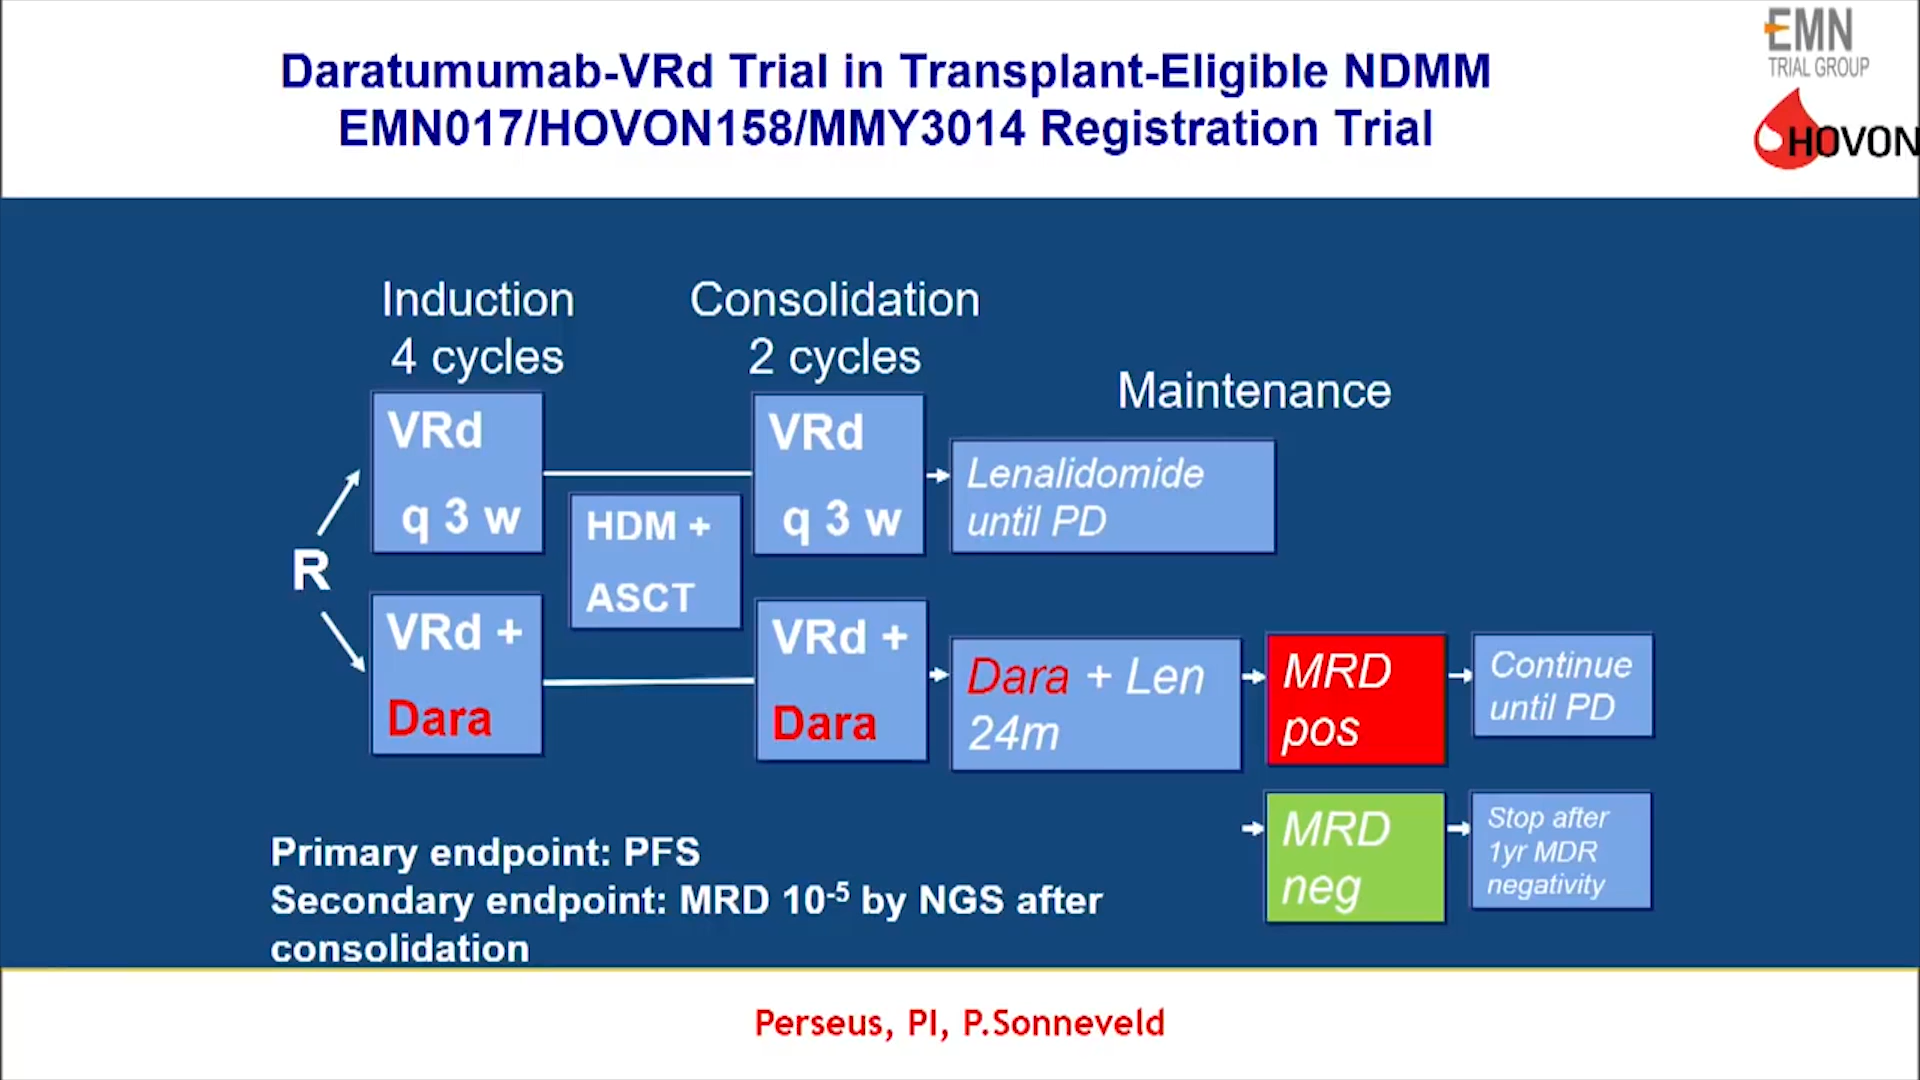 Daratumumab-VRd Trial in Transplant-Eligible NDMM
EMN017/HOVON158/MMY3014 Registration Trial
EMN
TRIAL GROUP
HOVON
Induction
4 cycles
Consolidation
2 cycles
Maintenance
R
VRd
q 3 w
HDM +
ASCT
VRd
q 3 w
Lenalidomide
until PD
VRd +
Dara
VRd +
Dara
Dara + Len
24m
MRD
pos
Continue
until PD
MRD
neg
Stop after
1yr MDR
negativity
Primary endpoint: PFS
Secondary endpoint: MRD 10⁻⁵ by NGS after
consolidation
Perseus, PI, P.Sonneveld